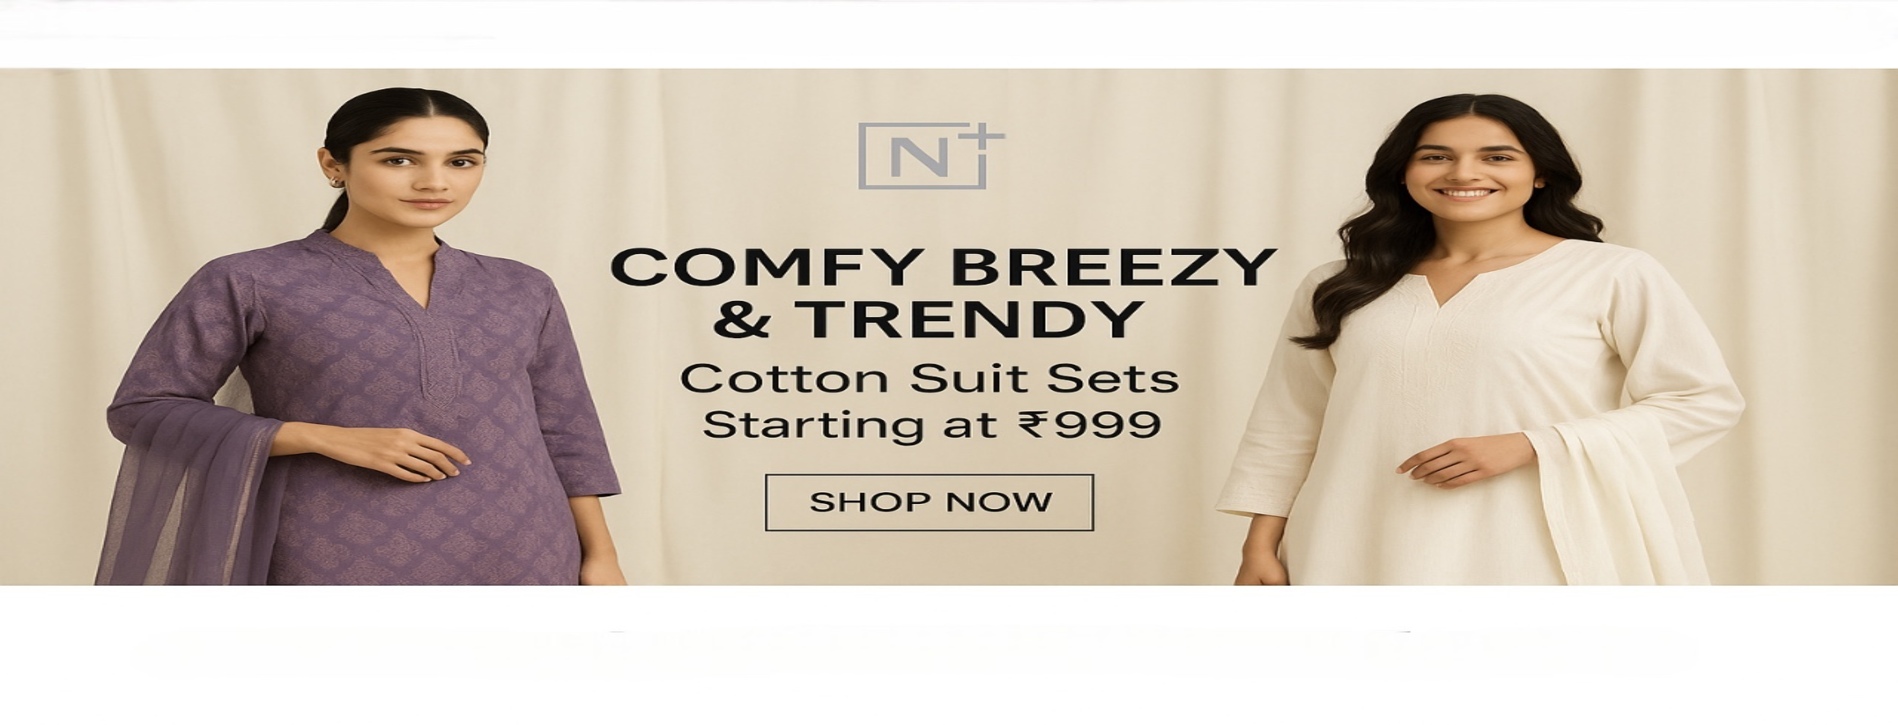 N+
COMFY BREEZY
& TRENDY
Cotton Suit Sets
Starting at ₹999
SHOP NOW